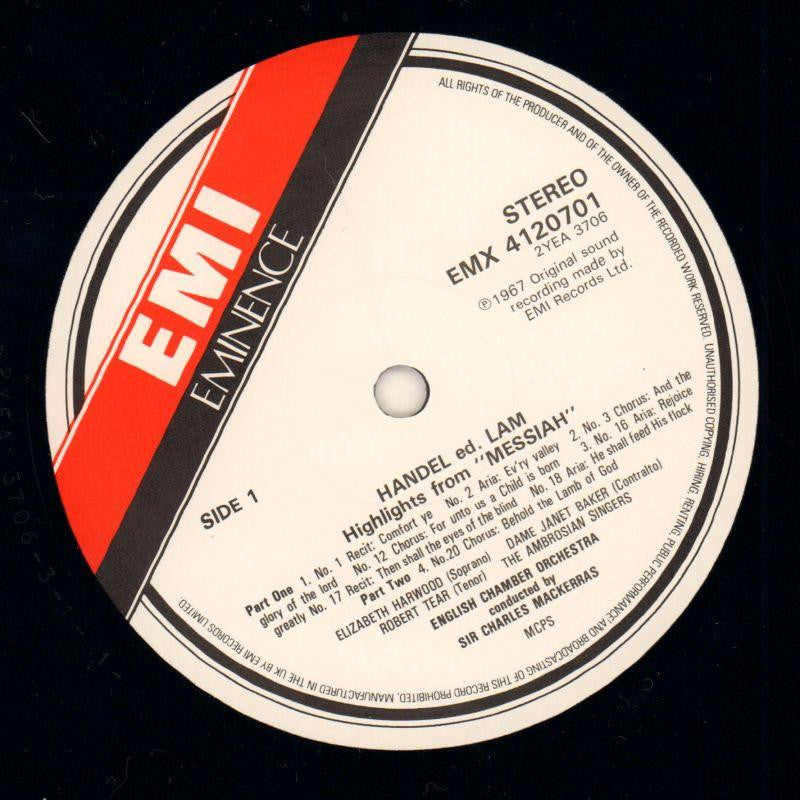 EMI
EMINENCE
STEREO
EMX 4120701
2YEA 3706
Ⓟ1967 Original sound
recording made by
EMI Records Ltd.
SIDE 1
HANDEL ed. LAM
Highlights from "MESSIAH"
Part One 1. No. 1 Recit: Comfort ye No. 2 Aria: Ev'ry valley 2. No. 3 Chorus: And the
glory of the lord No. 12 Chorus: For unto us a Child is born 3. No. 16 Aria: Rejoice
greatly No. 17 Recit: Then shall the eyes of the blind No. 18 Aria: He shall feed His flock
Part Two 4. No.20 Chorus: Behold the Lamb of God
ELIZABETH HARWOOD (Soprano) DAME JANET BAKER (Contralto)
ROBERT TEAR (Tenor) THE AMBROSIAN SINGERS
ENGLISH CHAMBER ORCHESTRA
conducted by
SIR CHARLES MACKERRAS
MCPS
ALL RIGHTS OF THE PRODUCER AND OF THE OWNER OF THE RECORDED WORK RESERVED. UNAUTHORISED COPYING, HIRING, RENTING, PUBLIC PERFORMANCE AND BROADCASTING OF THIS RECORD PROHIBITED. MANUFACTURED IN THE UK BY EMI RECORDS LIMITED
2YEA 3706-3-1-1-